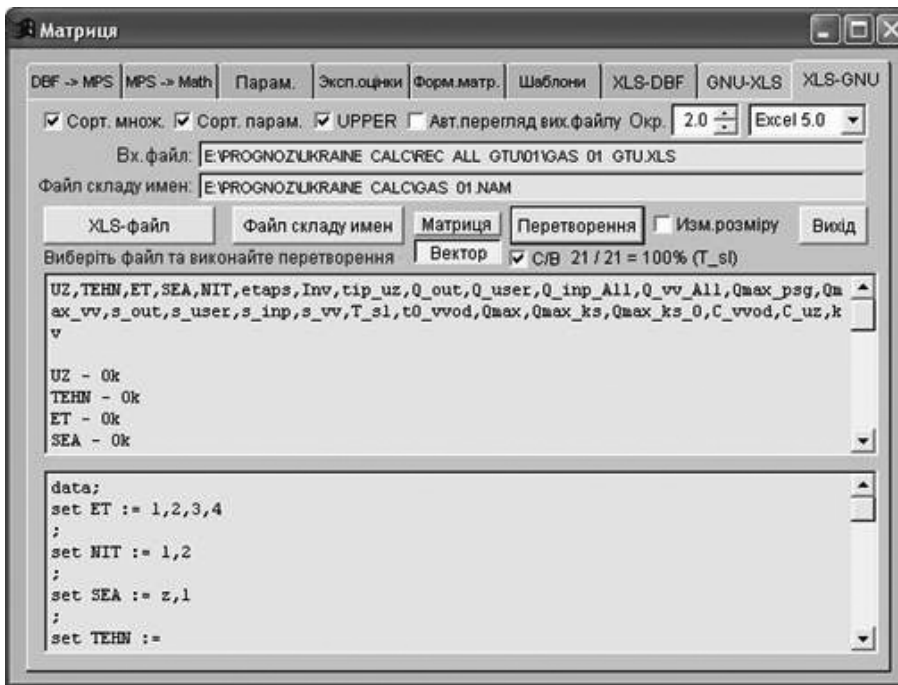 Матриця
DBF -> MPS MPS -> Math Парам. Эксп.оцінки Форм.матр. Шаблони XLS-DBF GNU-XLS XLS-GNU
Сорт. множ. Сорт. парам. UPPER Авт.перегляд вих.файлу Окр. 2.0 Excel 5.0
Вх.файл: E:\PROGNOZ\UKRAINE CALC\REC ALL GTU\01\GAS 01 GTU.XLS
Файл складу имен: E:\PROGNOZ\UKRAINE CALC\GAS 01.NAM
XLS-файл Файл складу имен Матриця Перетворення Изм.розміру Вихід
Виберіть файл та виконайте перетворення Вектор С/В 21 / 21 = 100% (T_sl)
UZ,TEHN,ET,SEA,NIT,etaps,Inv,tip_uz,Q_out,Q_user,Q_inp_All,Q_vv_All,Qmax_psg,Qm
ax_vv,s_out,s_user,s_inp,s_vv,T_sl,t0_vvod,Qmax,Qmax_ks,Qmax_ks_0,C_vvod,C_uz,k
v
UZ - Ok
TEHN - Ok
ET - Ok
SEA - Ok
data;
set ET := 1,2,3,4
;
set NIT := 1,2
;
set SEA := z,l
;
set TEHN :=